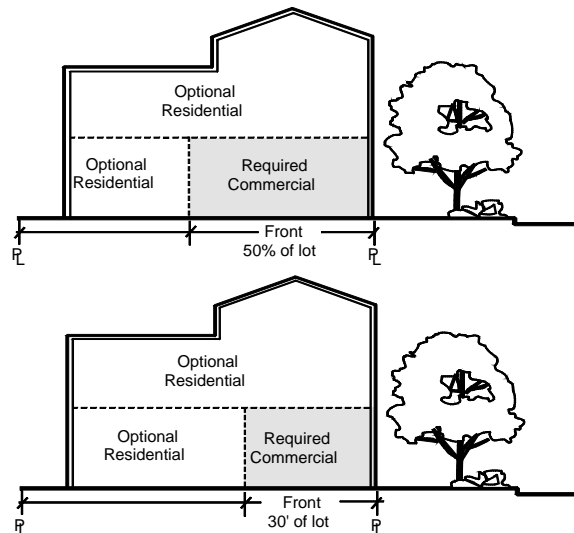 Optional
Residential
Optional
Residential
Required
Commercial
Front
50% of lot
PL
PL
Optional
Residential
Optional
Residential
Required
Commercial
Front
30' of lot
P
P